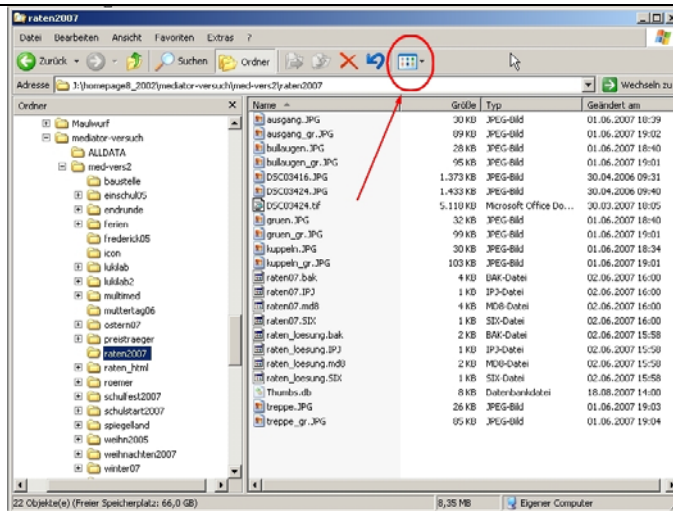 raten2007
Datei Bearbeiten Ansicht Favoriten Extras ?
Zurück Suchen Ordner
Adresse J:\homepage8_2002\mediator-versuch\med-vers2\raten2007 Wechseln zu
Ordner
Maulwurf
mediator-versuch
ALLDATA
med-vers2
baustelle
einschul05
endrunde
ferien
frederick05
icon
luklab
luklab2
multimed
muttertag06
ostern07
preistraeger
raten2007
raten_html
roemer
schulfest2007
schulstart2007
spiegelland
weihn2005
weihnachten2007
winter07
Name Größe Typ Geändert am
ausgang.JPG 30 KB JPEG-Bild 01.06.2007 18:39
ausgang_gr.JPG 89 KB JPEG-Bild 01.06.2007 19:02
bullaugen.JPG 28 KB JPEG-Bild 01.06.2007 18:40
bullaugen_gr.JPG 95 KB JPEG-Bild 01.06.2007 19:01
DSC03416.JPG 1.373 KB JPEG-Bild 30.04.2006 09:31
DSC03424.JPG 1.433 KB JPEG-Bild 30.04.2006 09:40
DSC03424.tif 5.118 KB Microsoft Office Do... 30.03.2007 18:05
gruen.JPG 32 KB JPEG-Bild 01.06.2007 18:40
gruen_gr.JPG 99 KB JPEG-Bild 01.06.2007 19:01
kuppeln.JPG 30 KB JPEG-Bild 01.06.2007 18:34
kuppeln_gr.JPG 103 KB JPEG-Bild 01.06.2007 19:01
raten07.bak 4 KB BAK-Datei 02.06.2007 16:00
raten07.IPJ 1 KB IPJ-Datei 02.06.2007 16:00
raten07.md8 4 KB MD8-Datei 02.06.2007 16:00
raten07.SIX 1 KB SIX-Datei 02.06.2007 16:00
raten_loesung.bak 2 KB BAK-Datei 02.06.2007 15:58
raten_loesung.IPJ 1 KB IPJ-Datei 02.06.2007 15:58
raten_loesung.md8 2 KB MD8-Datei 02.06.2007 15:58
raten_loesung.SIX 1 KB SIX-Datei 02.06.2007 15:58
Thumbs.db 8 KB Datenbankdatei 18.08.2007 14:00
treppe.JPG 26 KB JPEG-Bild 01.06.2007 19:03
treppe_gr.JPG 85 KB JPEG-Bild 01.06.2007 19:04
22 Objekte(e) (Freier Speicherplatz: 66,0 GB) 8,35 MB Eigener Computer